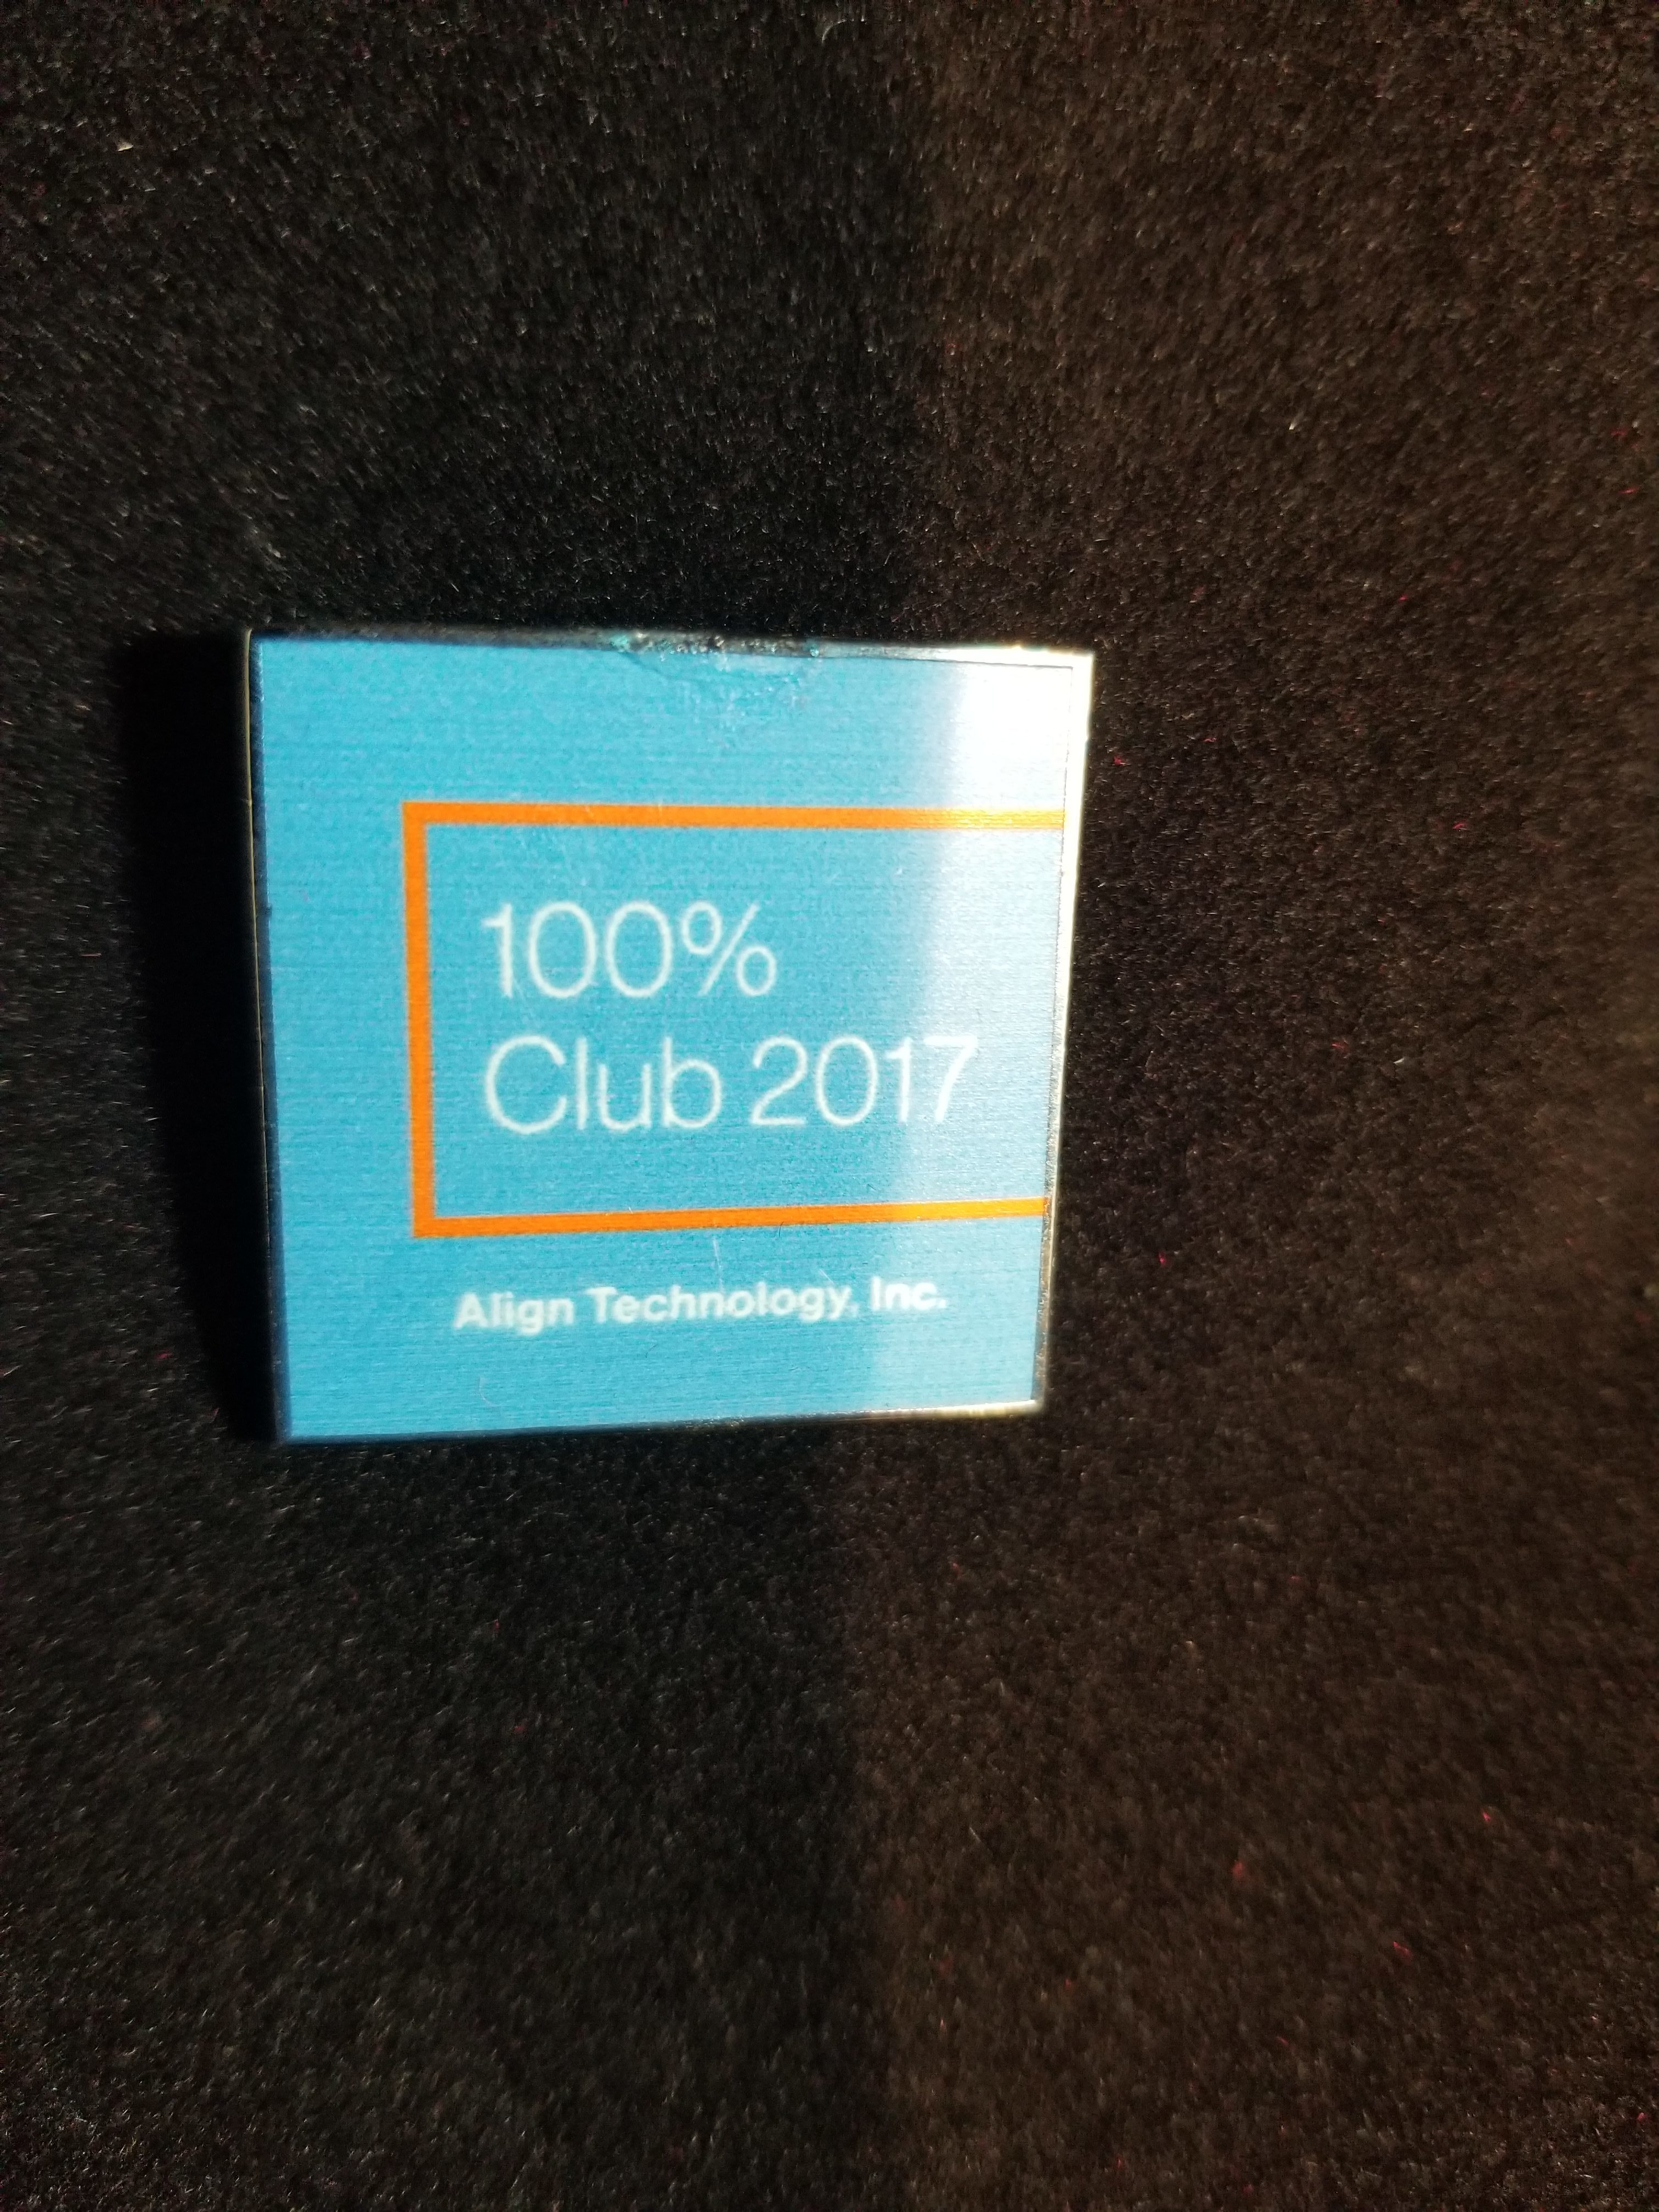 100%
Club 2017
Align Technology, Inc.